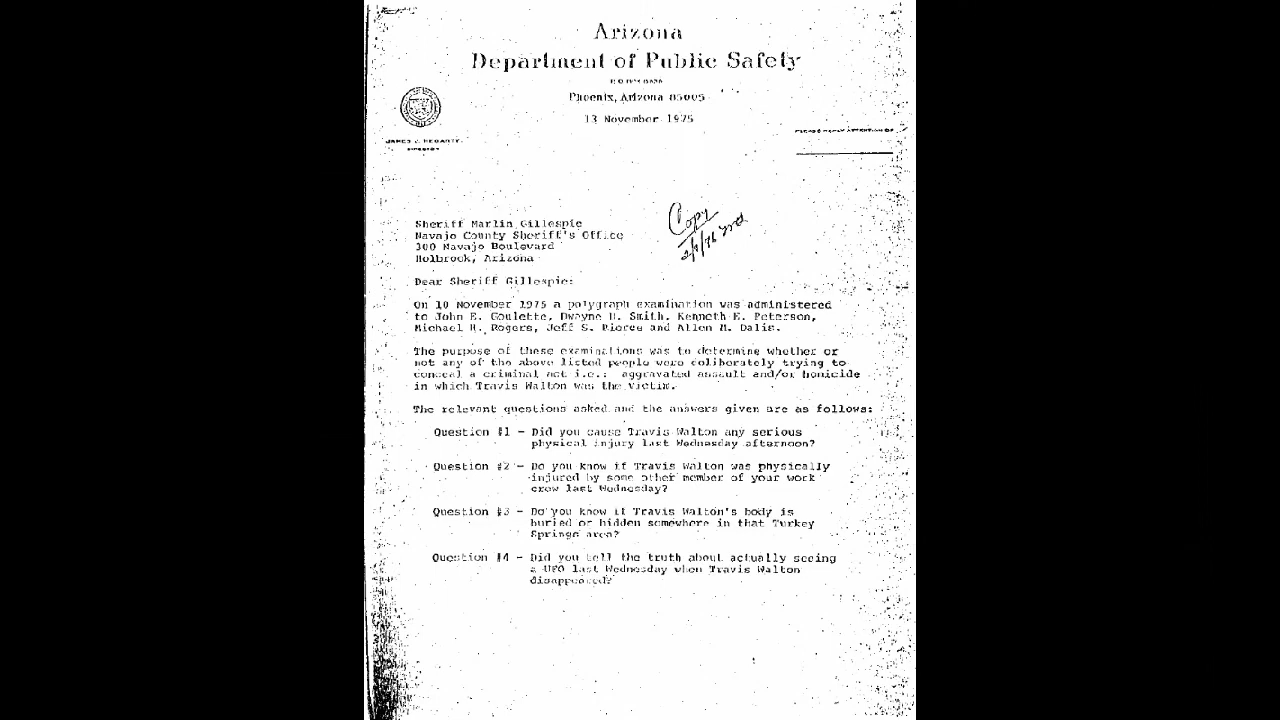 Arizona
Department of Public Safety
Phoenix, Arizona 85005
13 November 1975
JAMES J. HEGARTY
DIRECTOR
PLEASE REPLY ATTENTION OF
Copy
Sheriff Marlin Gillespie
Navajo County Sheriff's Office
300 Navajo Boulevard
Holbrook, Arizona
Dear Sheriff Gillespie:
On 10 November 1975 a polygraph examination was administered
to John E. Goulette, Dwayne H. Smith, Kenneth E. Peterson,
Michael H. Rogers, Jeff S. Pierce and Allen M. Dalis.
The purpose of these examinations was to determine whether or
not any of the above listed people were deliberately trying to
conceal a criminal act i.e.: aggravated assault and/or homicide
in which Travis Walton was the victim.
The relevant questions asked and the answers given are as follows:
Question #1 - Did you cause Travis Walton any serious
physical injury last Wednesday afternoon?
Question #2 - Do you know if Travis Walton was physically
injured by some other member of your work
crew last Wednesday?
Question #3 - Do you know if Travis Walton's body is
buried or hidden somewhere in that Turkey
Springs area?
Question #4 - Did you tell the truth about actually seeing
a UFO last Wednesday when Travis Walton
disappeared?